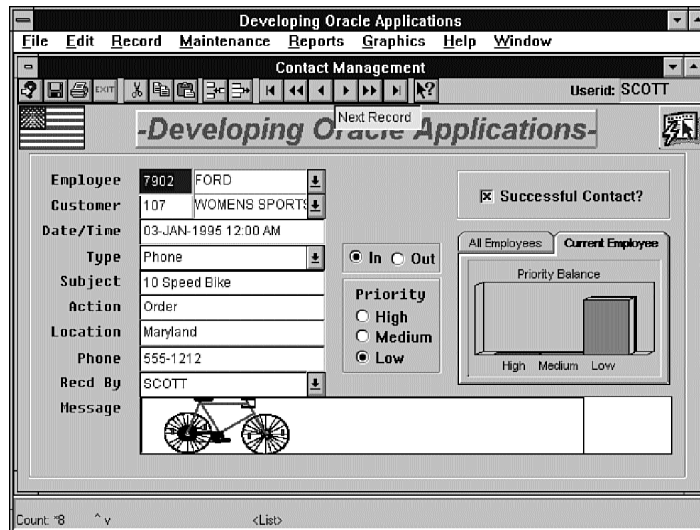 Developing Oracle Applications
File Edit Record Maintenance Reports Graphics Help Window
Contact Management
EXIT Userid: SCOTT
Next Record
-Developing Oracle Applications-
Employee 7902 FORD
Customer 107 WOMENS SPORTS
Successful Contact?
Date/Time 03-JAN-1995 12:00 AM
Type Phone
In Out
All Employees Current Employee
Subject 10 Speed Bike
Priority Balance
Action Order
Priority
Location Maryland
High
Medium
Phone 555-1212
Low
High Medium Low
Recd By SCOTT
Message
Count: *8 ^ v <List>